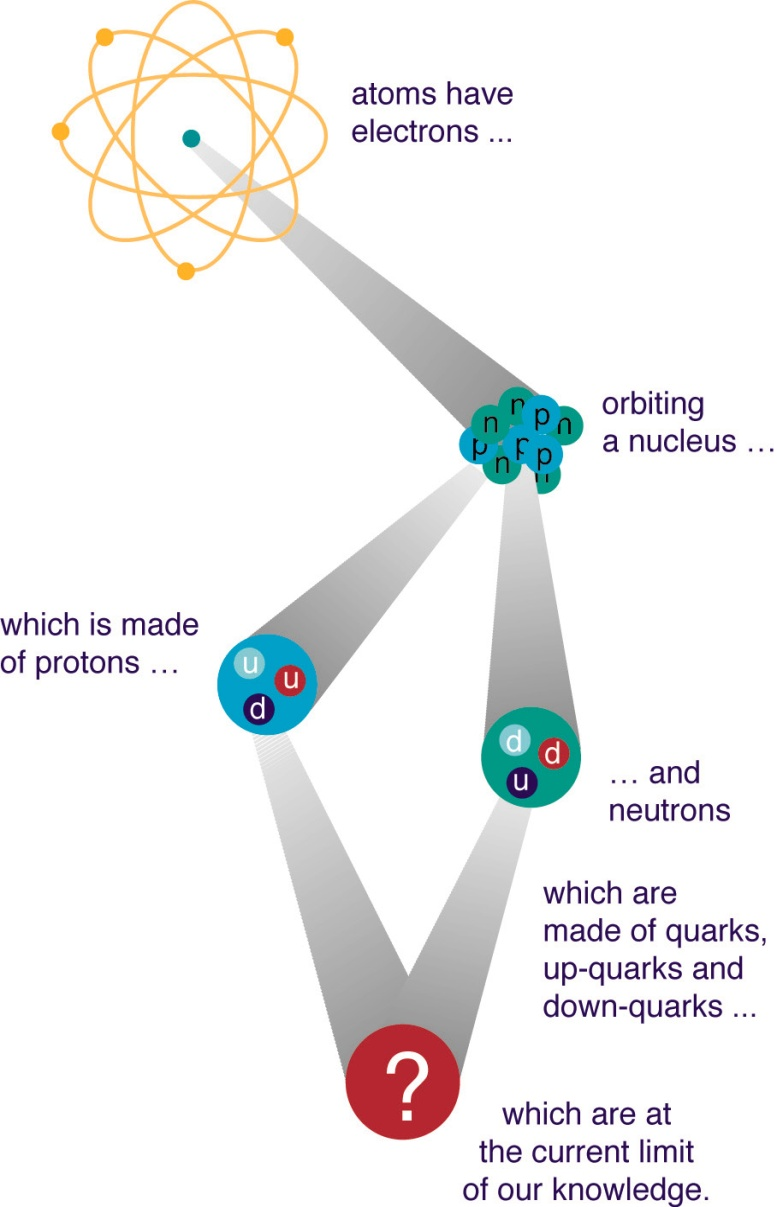 atoms have
electrons ...
n
p
n
n
p
p
p
n
n
orbiting
a nucleus …
which is made
of protons …
u
u
d
d
d
u
… and
neutrons
which are
made of quarks,
up-quarks and
down-quarks ...
?
which are at
the current limit
of our knowledge.